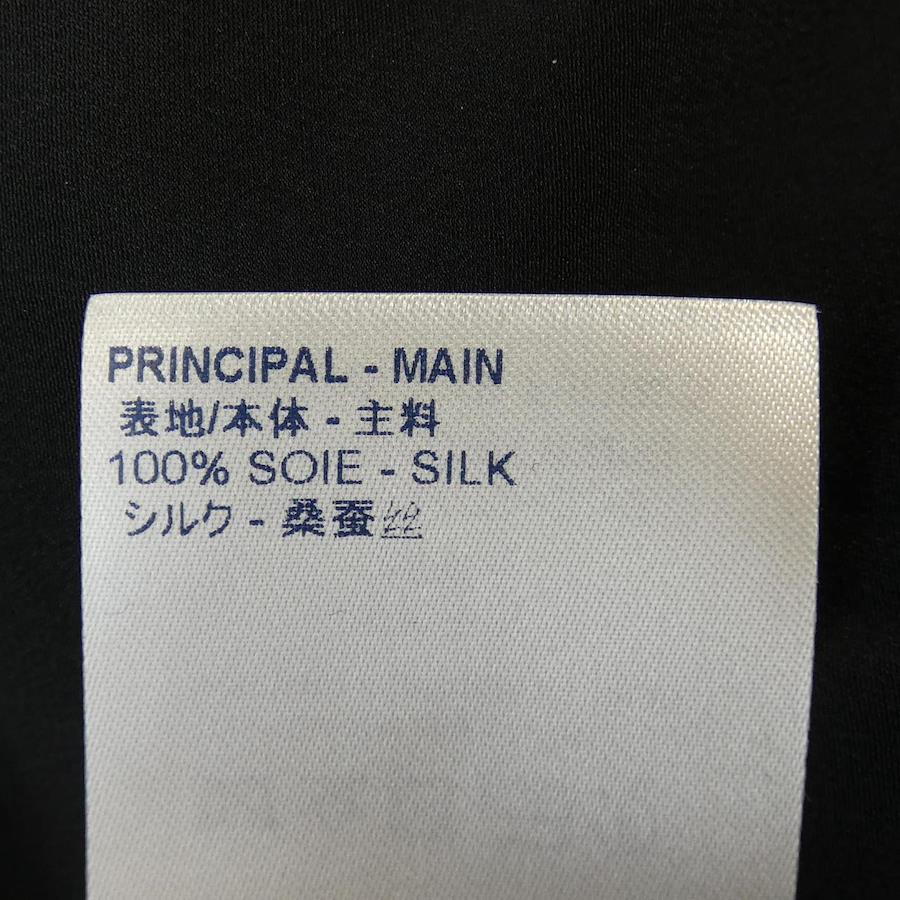 PRINCIPAL - MAIN
表地/本体 - 主料
100% SOIE - SILK
シルク - 桑蚕丝